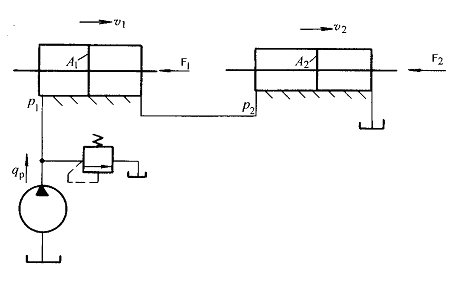 v₁
v₂
A₁
F₁
A₂
F₂
p₁
p₂
qₚ